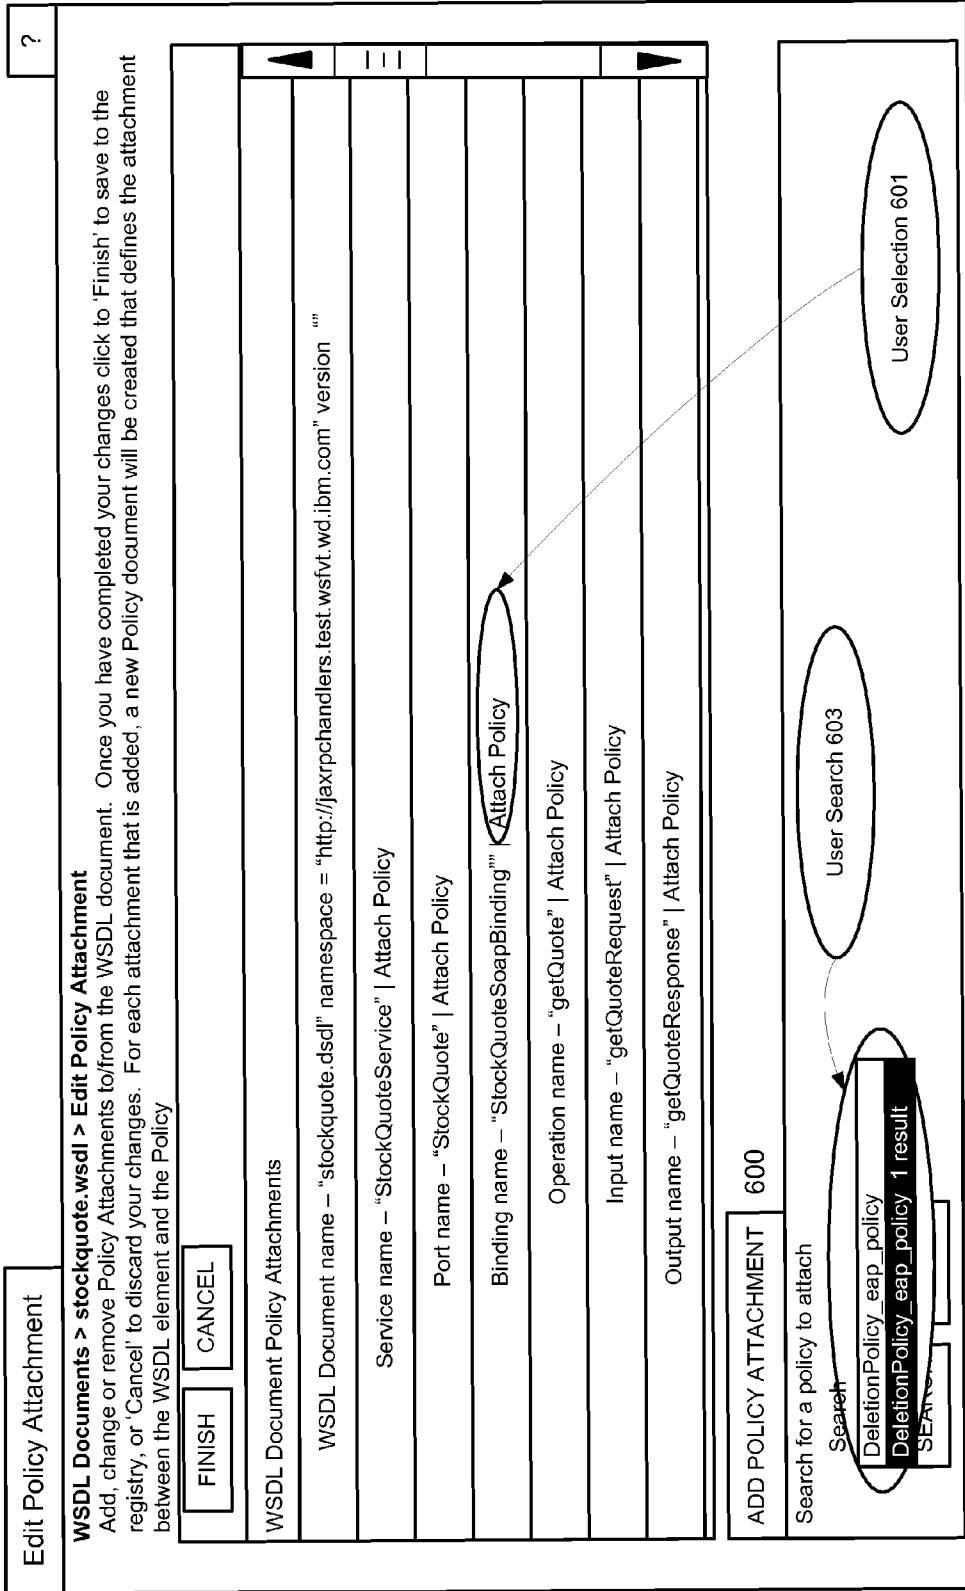 Edit Policy Attachment
?
WSDL Documents > stockquote.wsdl > Edit Policy Attachment
Add, change or remove Policy Attachments to/from the WSDL document.  Once you have completed your changes click to 'Finish' to save to the
registry, or 'Cancel' to discard your changes.  For each attachment that is added, a new Policy document will be created that defines the attachment
between the WSDL element and the Policy
FINISH
CANCEL
WSDL Document Policy Attachments
WSDL Document name – “stockquote.dsdl” namespace = “http://jaxrpchandlers.test.wsfvt.wd.ibm.com” version “”
Service name – “StockQuoteService” | Attach Policy
Port name – “StockQuote” | Attach Policy
Binding name – “StockQuoteSoapBinding”” | Attach Policy
Operation name – “getQuote” | Attach Policy
Input name – “getQuoteRequest” | Attach Policy
Output name – “getQuoteResponse” | Attach Policy
ADD POLICY ATTACHMENT
600
Search for a policy to attach
Search
DeletionPolicy_eap_policy
DeletionPolicy_eap_policy 1 result
User Search 603
User Selection 601